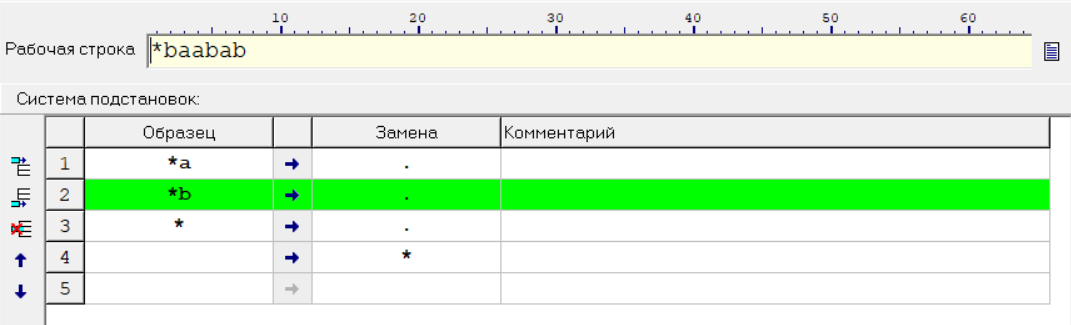 10 20 30 40 50 60
Рабочая строка *baabab
Система подстановок:
Образец Замена Комментарий
1 *a → .
2 *b → .
3 * → .
4 → *
5 →